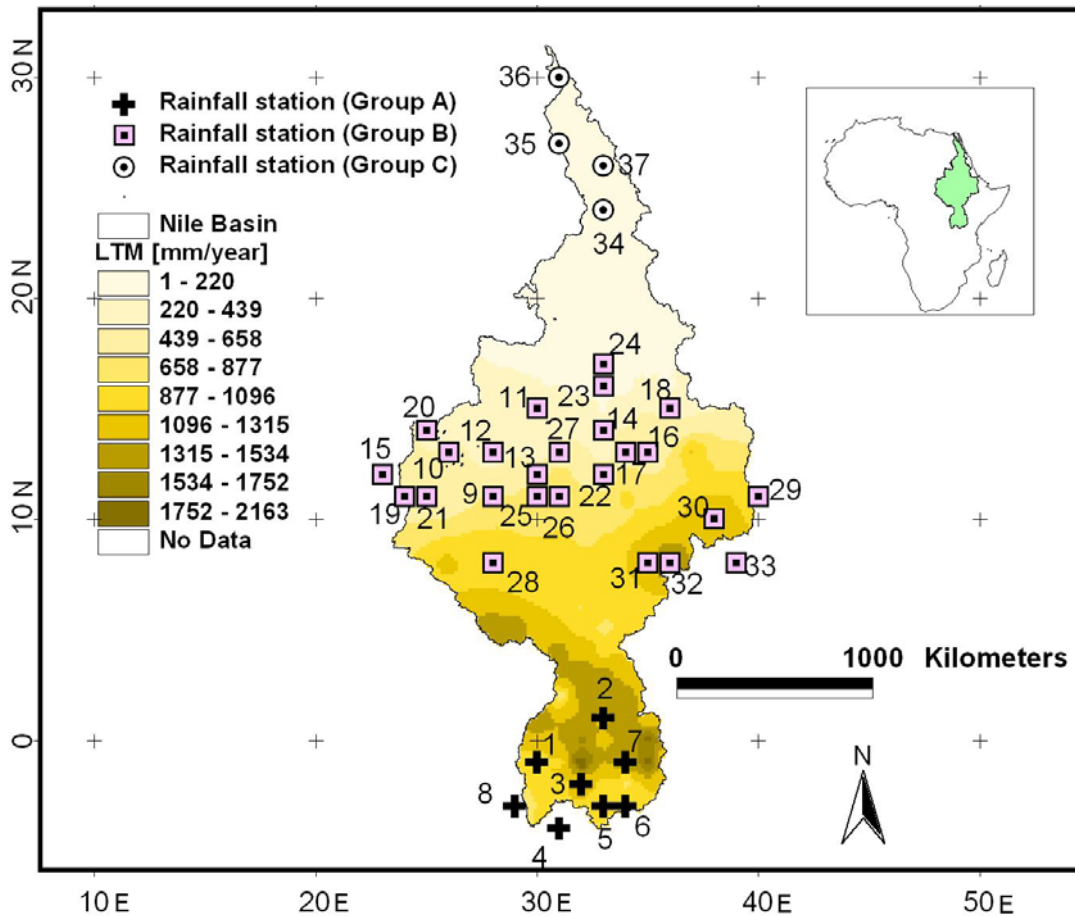 Rainfall station (Group A)
Rainfall station (Group B)
Rainfall station (Group C)
Nile Basin
LTM [mm/year]
1 - 220
220 - 439
439 - 658
658 - 877
877 - 1096
1096 - 1315
1315 - 1534
1534 - 1752
1752 - 2163
No Data
30 N
20 N
10 N
0
10 E
20 E
30 E
40 E
50 E
36
35
37
34
24
23
18
11
20
14
12
27
16
15
10
13
17
9
22
19
21
25
26
30
29
28
31
32
33
2
1
7
3
8
5
6
4
0
1000 Kilometers
N